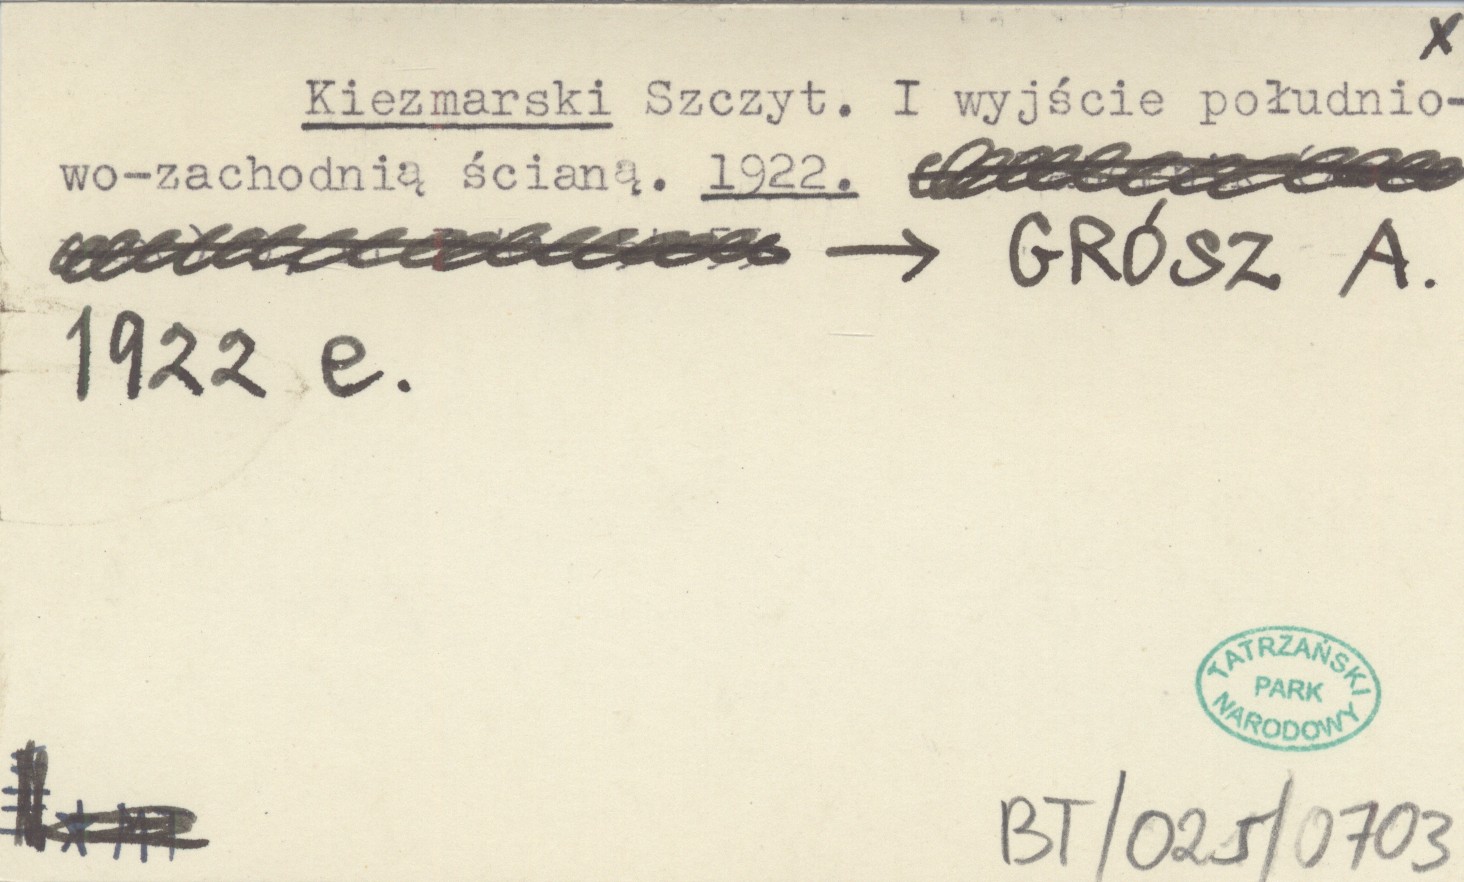 x
Kiezmarski Szczyt. I wyjście południo-
wo-zachodnią ścianą. 1922.
→ GRÓSZ A.
1922 e.
TATRZAŃSKI
PARK
NARODOWY
BT/025/0703